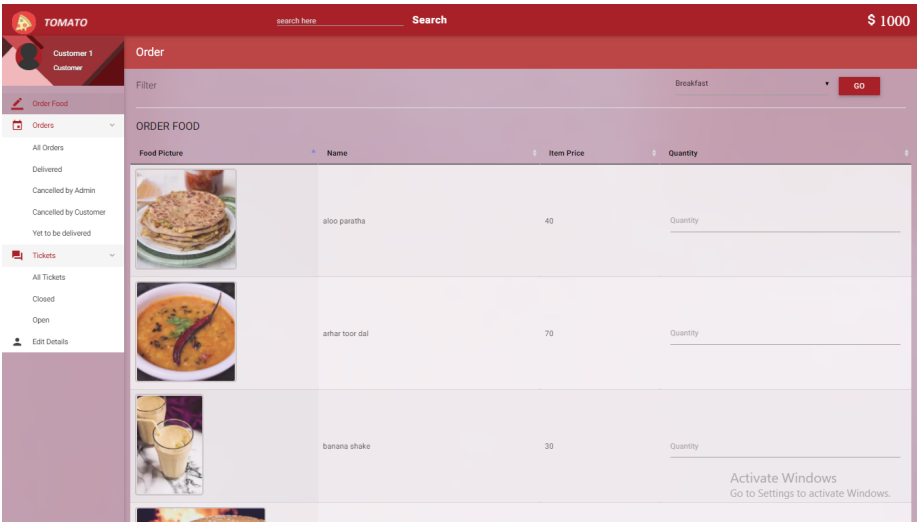 TOMATO
search here
Search
$ 1000
Customer 1
Customer
Order Food
Orders
All Orders
Delivered
Cancelled by Admin
Cancelled by Customer
Yet to be delivered
Tickets
All Tickets
Closed
Open
Edit Details
Order
Filter
Breakfast
GO
ORDER FOOD
Food Picture Name Item Price Quantity
aloo paratha 40 Quantity
arhar toor dal 70 Quantity
banana shake 30 Quantity
Activate Windows
Go to Settings to activate Windows.